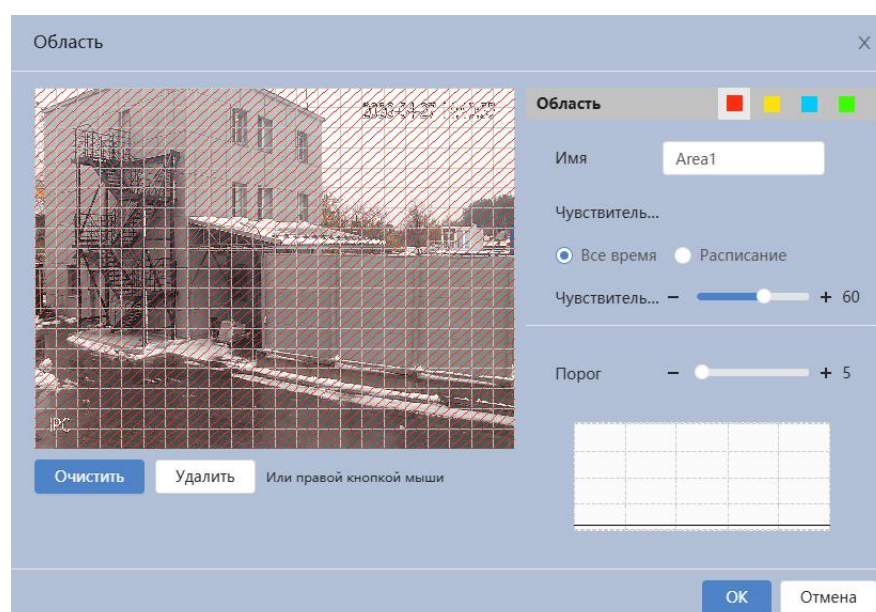 Область
X
Область
Имя
Area1
Чувствитель...
Все время
Расписание
Чувствитель... − + 60
Порог − + 5
IPC
Очистить
Удалить
Или правой кнопкой мыши
OK
Отмена